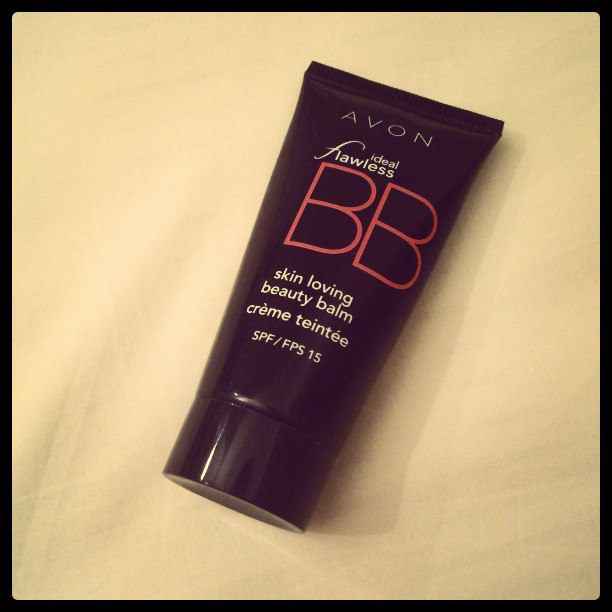 AVON
ideal
flawless
BB
skin loving
beauty balm
crème teintée
SPF/FPS 15